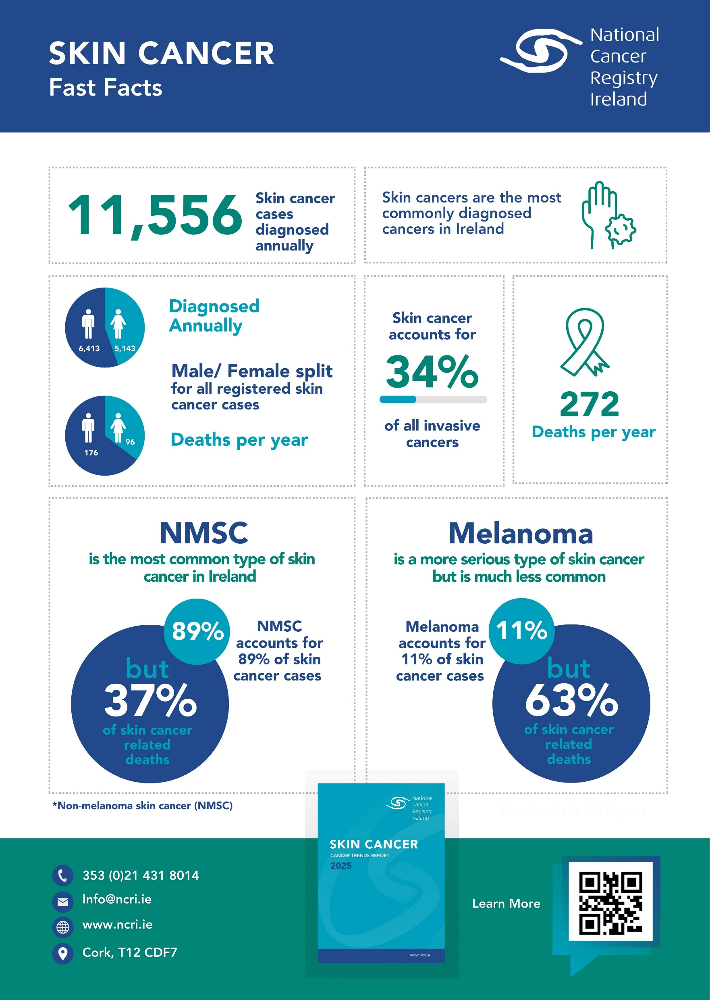 SKIN CANCER
Fast Facts
National
Cancer
Registry
Ireland
11,556
Skin cancer
cases
diagnosed
annually
Skin cancers are the most
commonly diagnosed
cancers in Ireland
6,413
5,143
Diagnosed
Annually
Male/ Female split
for all registered skin
cancer cases
96
176
Deaths per year
Skin cancer
accounts for
34%
of all invasive
cancers
272
Deaths per year
NMSC
is the most common type of skin
cancer in Ireland
89%
NMSC
accounts for
89% of skin
cancer cases
but
37%
of skin cancer
related
deaths
Melanoma
is a more serious type of skin cancer
but is much less common
Melanoma
accounts for
11% of skin
cancer cases
11%
but
63%
of skin cancer
related
deaths
*Non-melanoma skin cancer (NMSC)
Download the full Report
National
Cancer
Registry
Ireland
SKIN CANCER
CANCER TRENDS REPORT
2025
www.ncri.ie
353 (0)21 431 8014
Info@ncri.ie
www.ncri.ie
Cork, T12 CDF7
Learn More